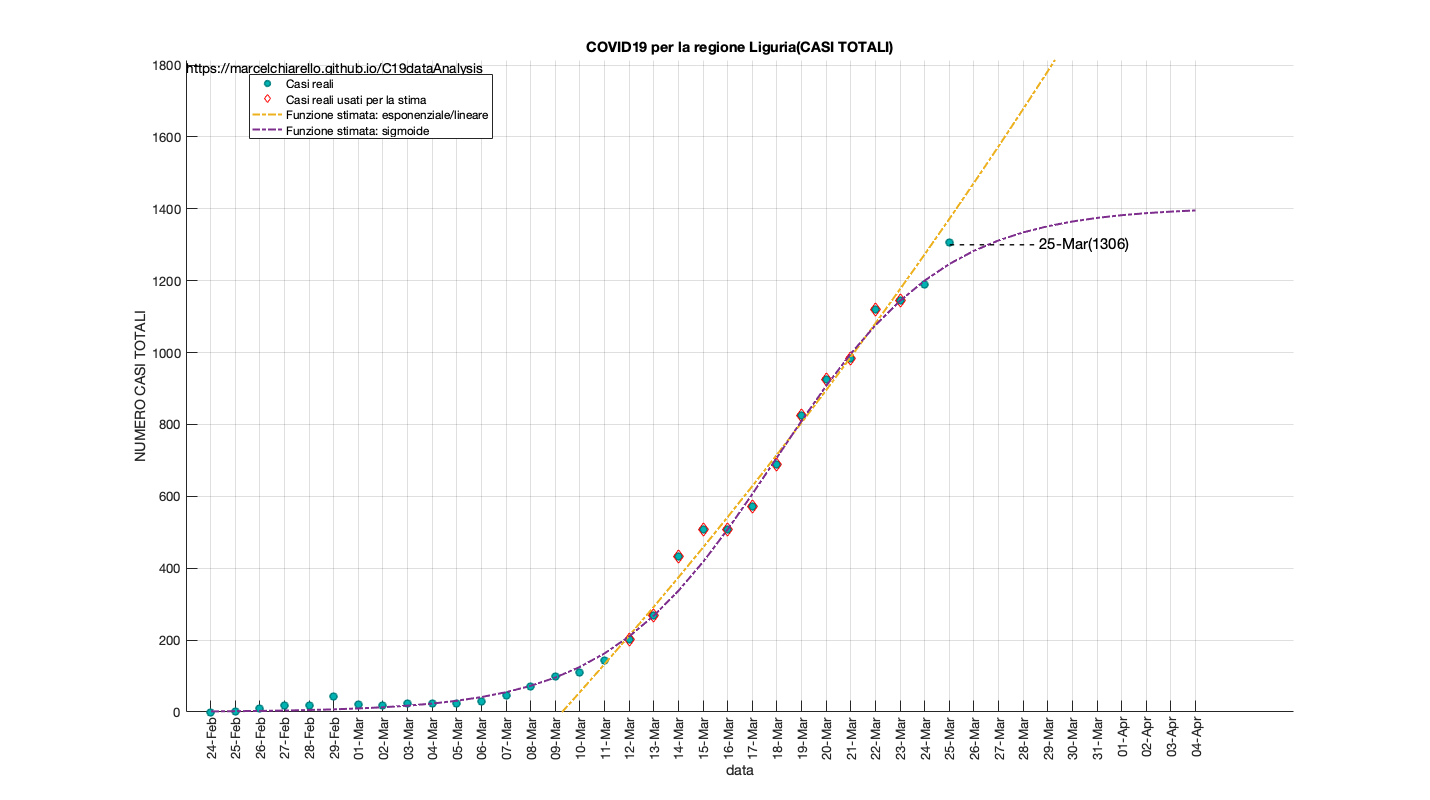 COVID19 per la regione Liguria(CASI TOTALI)
https://marcelchiarello.github.io/C19dataAnalysis
Casi reali
Casi reali usati per la stima
Funzione stimata: esponenziale/lineare
Funzione stimata: sigmoide
NUMERO CASI TOTALI
1800
1600
1400
1200
1000
800
600
400
200
0
25-Mar(1306)
24-Feb
25-Feb
26-Feb
27-Feb
28-Feb
29-Feb
01-Mar
02-Mar
03-Mar
04-Mar
05-Mar
06-Mar
07-Mar
08-Mar
09-Mar
10-Mar
11-Mar
12-Mar
13-Mar
14-Mar
15-Mar
16-Mar
17-Mar
18-Mar
19-Mar
20-Mar
21-Mar
22-Mar
23-Mar
24-Mar
25-Mar
26-Mar
27-Mar
28-Mar
29-Mar
30-Mar
31-Mar
01-Apr
02-Apr
03-Apr
04-Apr
data